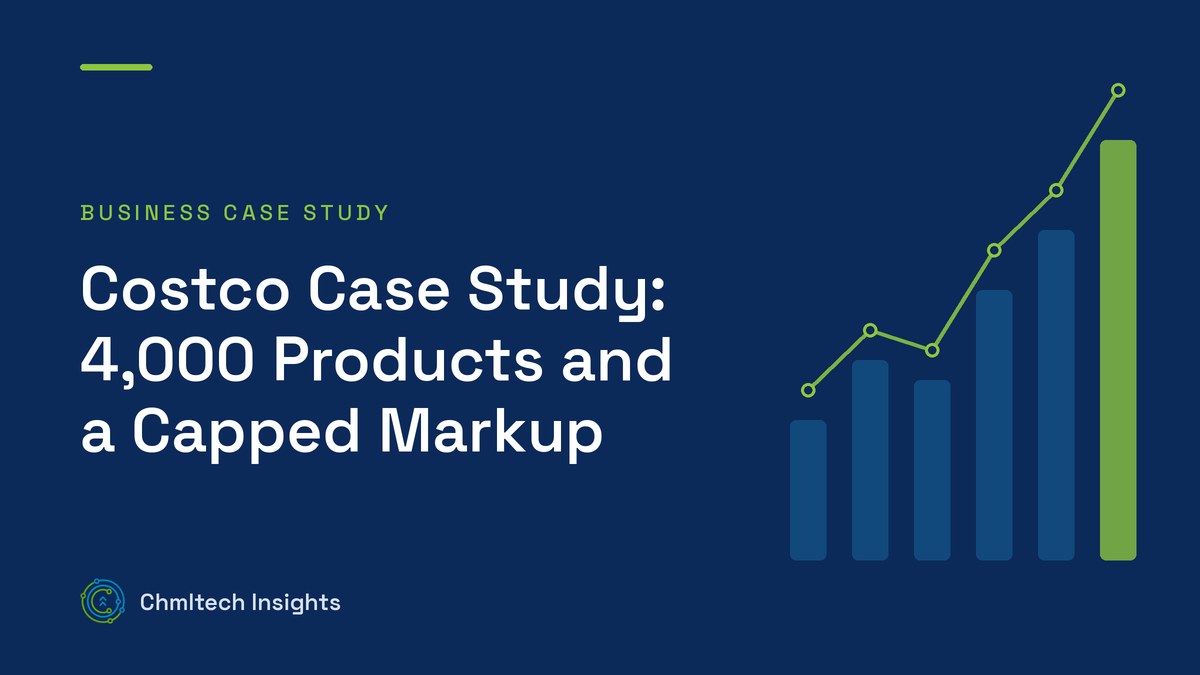 BUSINESS CASE STUDY
Costco Case Study:
4,000 Products and
a Capped Markup
Chmltech Insights